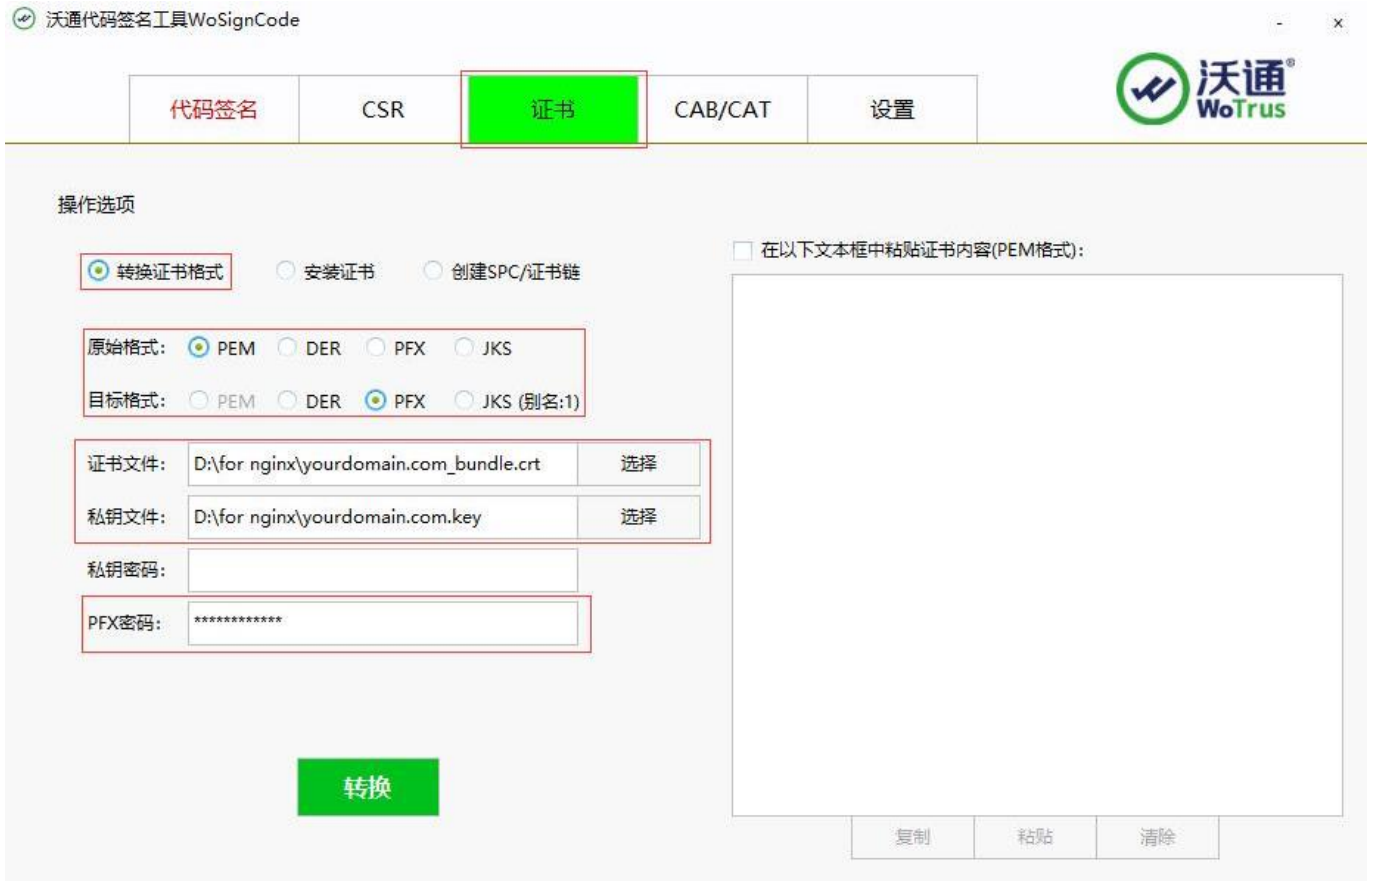 沃通代码签名工具WoSignCode
- x
代码签名 CSR 证书 CAB/CAT 设置
沃通®
WoTrus
操作选项
转换证书格式 安装证书 创建SPC/证书链
原始格式: PEM DER PFX JKS
目标格式: PEM DER PFX JKS (别名:1)
证书文件: D:\for nginx\yourdomain.com_bundle.crt 选择
私钥文件: D:\for nginx\yourdomain.com.key 选择
私钥密码:
PFX密码: ************
转换
在以下文本框中粘贴证书内容(PEM格式):
复制 粘贴 清除